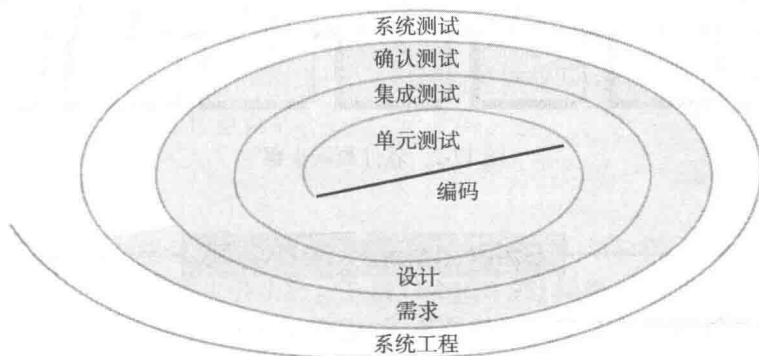 系统测试
确认测试
集成测试
单元测试
编码
设计
需求
系统工程